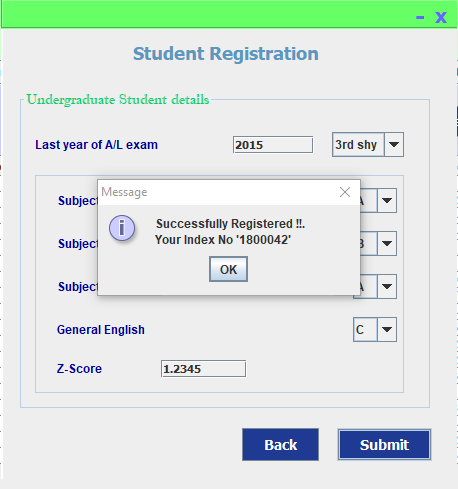 - x
Student Registration
Undergraduate Student details
Last year of A/L exam 2015 3rd shy
Message
Subject
Successfully Registered !!.
Your Index No '1800042'
Subject
OK
Subject
General English C
Z-Score 1.2345
Back Submit